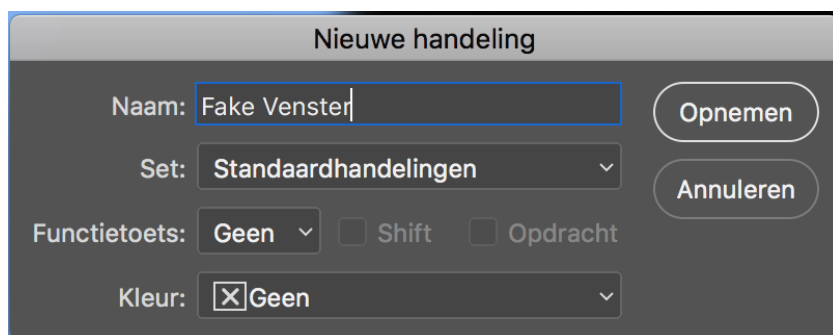 Nieuwe handeling
Naam: Fake Venster
Opnemen
Set: Standaardhandelingen
Annuleren
Functietoets: Geen Shift Opdracht
Kleur: Geen